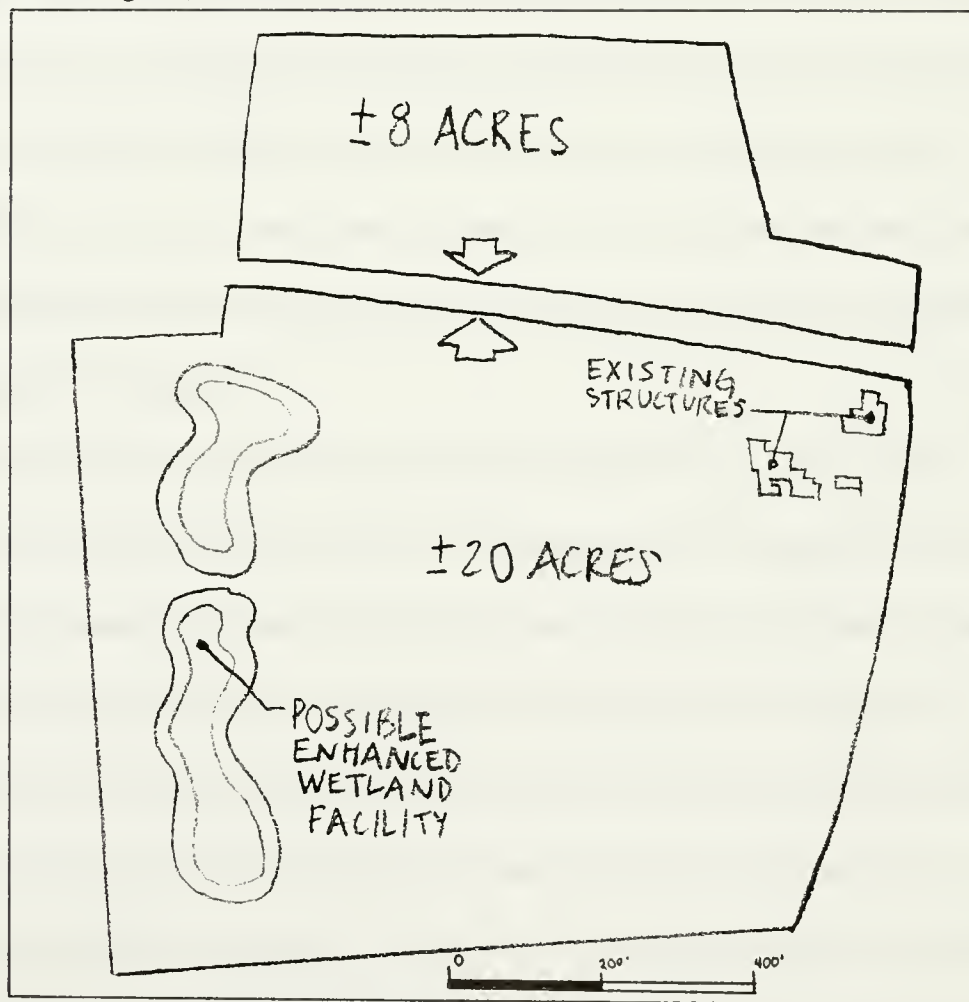 ±8 ACRES
EXISTING
STRUCTURES
±20 ACRES
POSSIBLE
ENHANCED
WETLAND
FACILITY
0 200' 400'